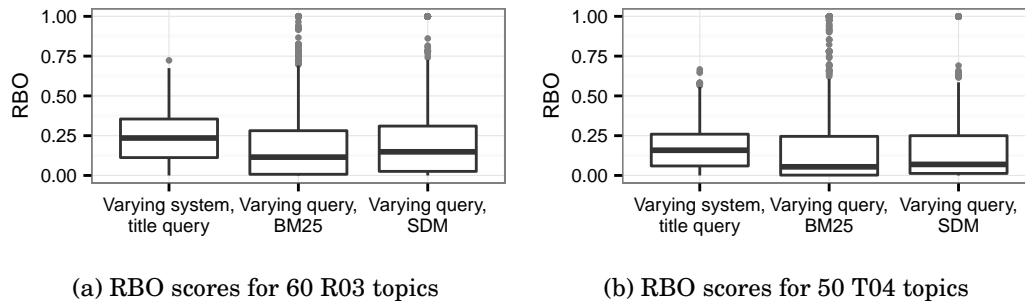 1.00
0.75
0.50
0.25
0.00
RBO
Varying system,
title query
Varying query,
BM25
Varying query,
SDM
(a) RBO scores for 60 R03 topics
1.00
0.75
0.50
0.25
0.00
RBO
Varying system,
title query
Varying query,
BM25
Varying query,
SDM
(b) RBO scores for 50 T04 topics